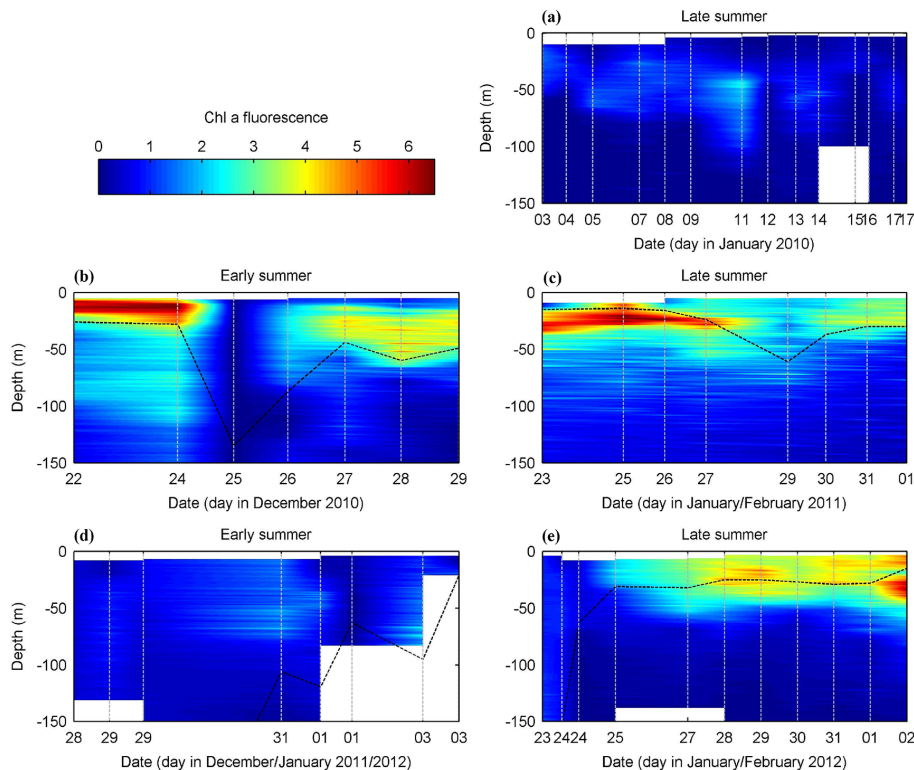 (a) Late summer
Chl a fluorescence
0 1 2 3 4 5 6
Depth (m)
0
-50
-100
-150
03 04 05 07 08 09 11 12 13 14 15 16 17 17
Date (day in January 2010)
(b) Early summer
Depth (m)
0
-50
-100
-150
22 24 25 26 27 28 29
Date (day in December 2010)
(c) Late summer
0
-50
-100
-150
23 25 26 27 29 30 31 01
Date (day in January/February 2011)
(d) Early summer
Depth (m)
0
-50
-100
-150
28 29 29 31 01 01 03 03
Date (day in December/January 2011/2012)
(e) Late summer
0
-50
-100
-150
23 24 24 25 27 28 29 30 31 01 02
Date (day in January/February 2012)